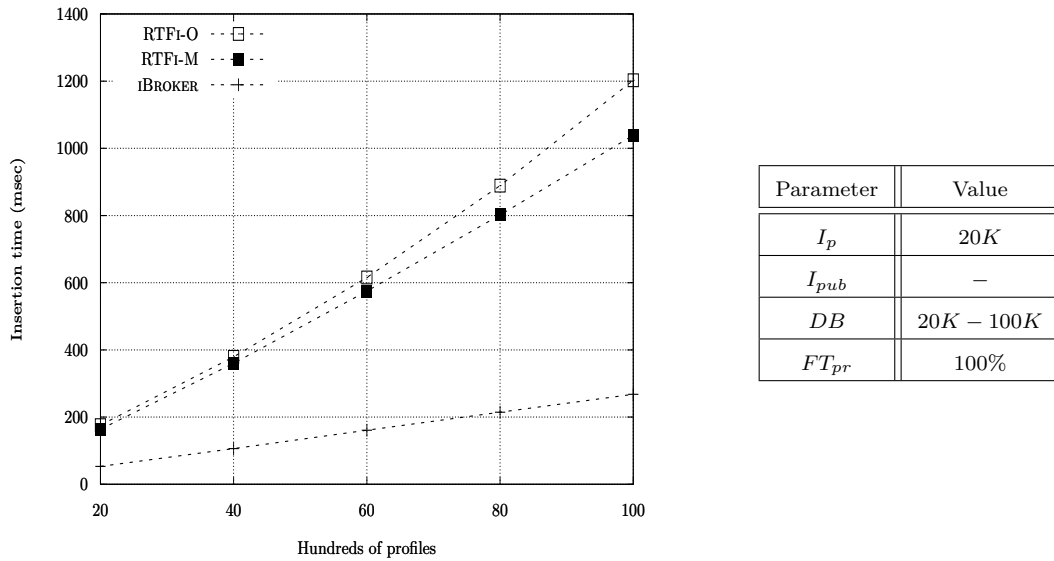 1400
1200
1000
800
600
400
200
0
Insertion time (msec)
RTFI-O
RTFI-M
IBROKER
20 40 60 80 100
Hundreds of profiles
Parameter Value
I_p 20K
I_pub –
DB 20K – 100K
FT_pr 100%